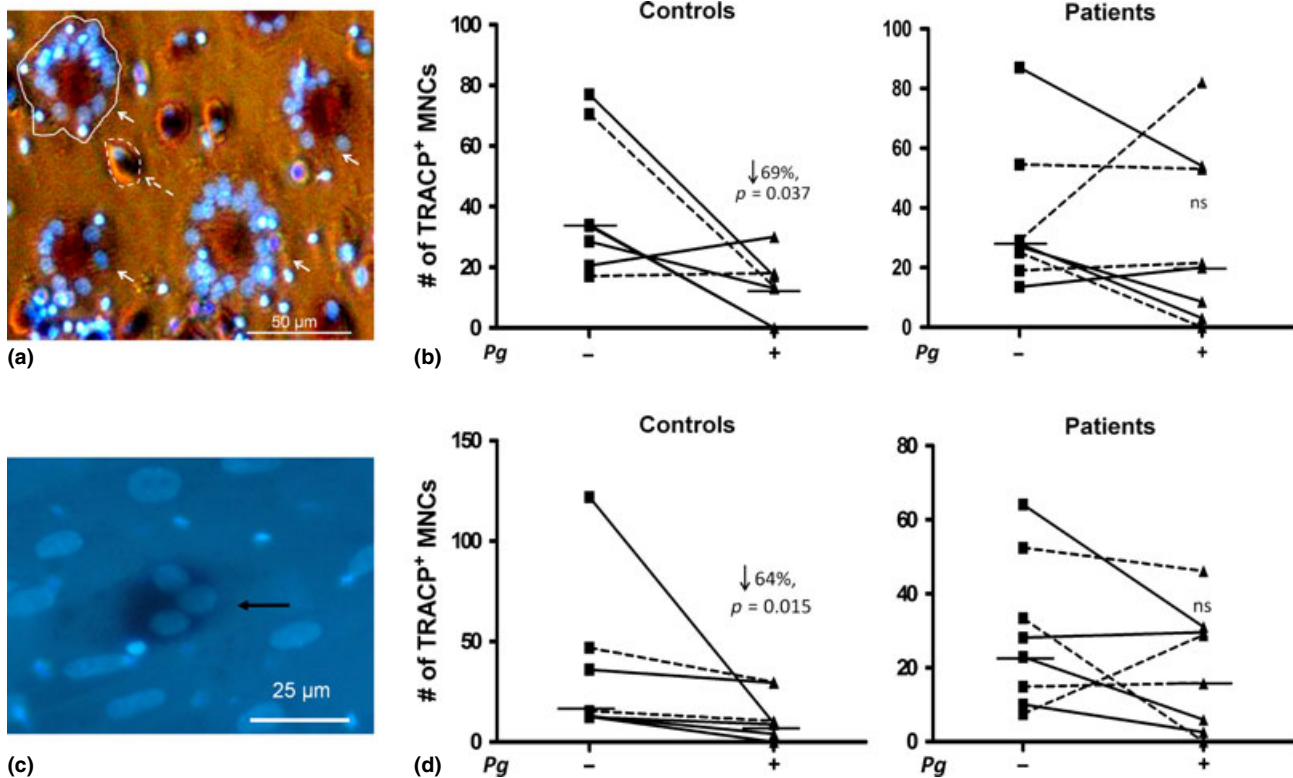 50 µm
(a)
Controls
# of TRACP⁺ MNCs
100
80
60
40
20
0
↓69%,
p = 0.037
Pg
–
+
(b)
Patients
100
80
60
40
20
0
ns
–
+
25 µm
(c)
Controls
# of TRACP⁺ MNCs
150
100
50
0
↓64%,
p = 0.015
Pg
–
+
(d)
Patients
80
60
40
20
0
ns
–
+